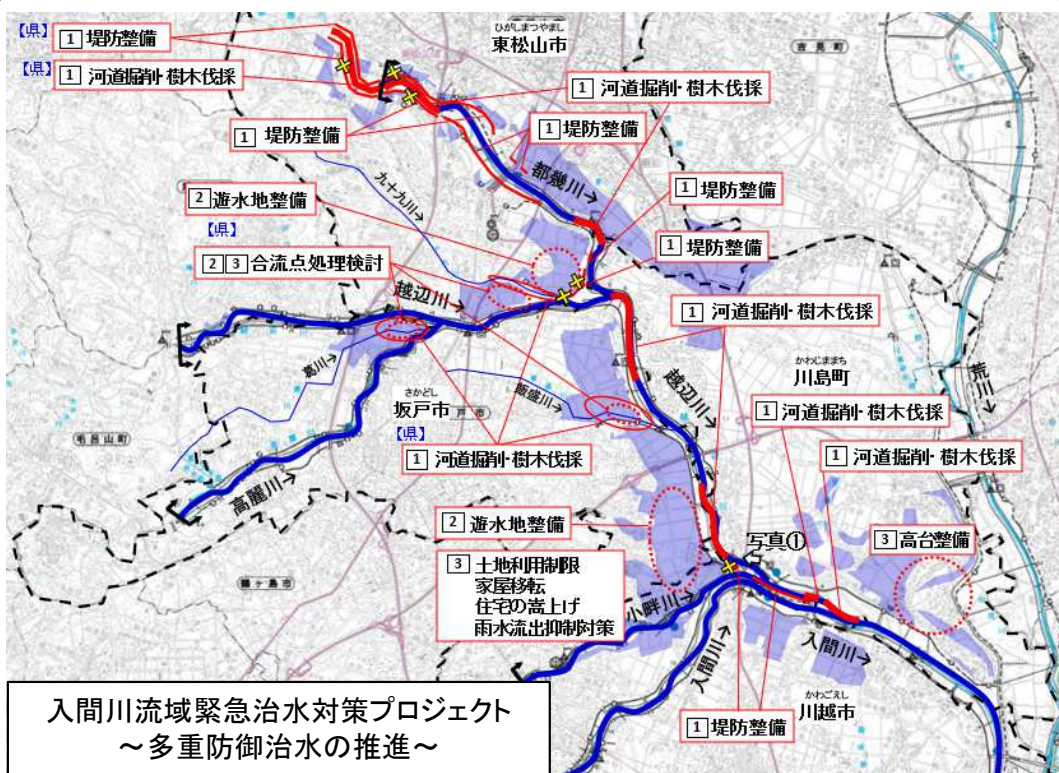 【県】
1 堤防整備
ひがしまつやまし
東松山市
吉見町
【県】
1 河道掘削・樹木伐採
1 河道掘削・樹木伐採
1 堤防整備
1 堤防整備
都幾川→
九十九川→
2 遊水地整備
【県】
1 堤防整備
1 堤防整備
2 3 合流点処理検討
越辺川→
1 河道掘削・樹木伐採
葛川→
さかどし
坂戸市
戸市
飯盛川→
越辺川→
かわじままち
川島町
荒川→
毛呂山町
【県】
1 河道掘削・樹木伐採
1 河道掘削・樹木伐採
1 河道掘削・樹木伐採
高麗川→
2 遊水地整備
写真①
3 高台整備
3 土地利用制限
家屋移転
住宅の嵩上げ
雨水流出抑制対策
鶴ヶ島市
小畔川→
入間川→
入間川→
かわごえし
川越市
1 堤防整備
入間川流域緊急治水対策プロジェクト
～多重防御治水の推進～